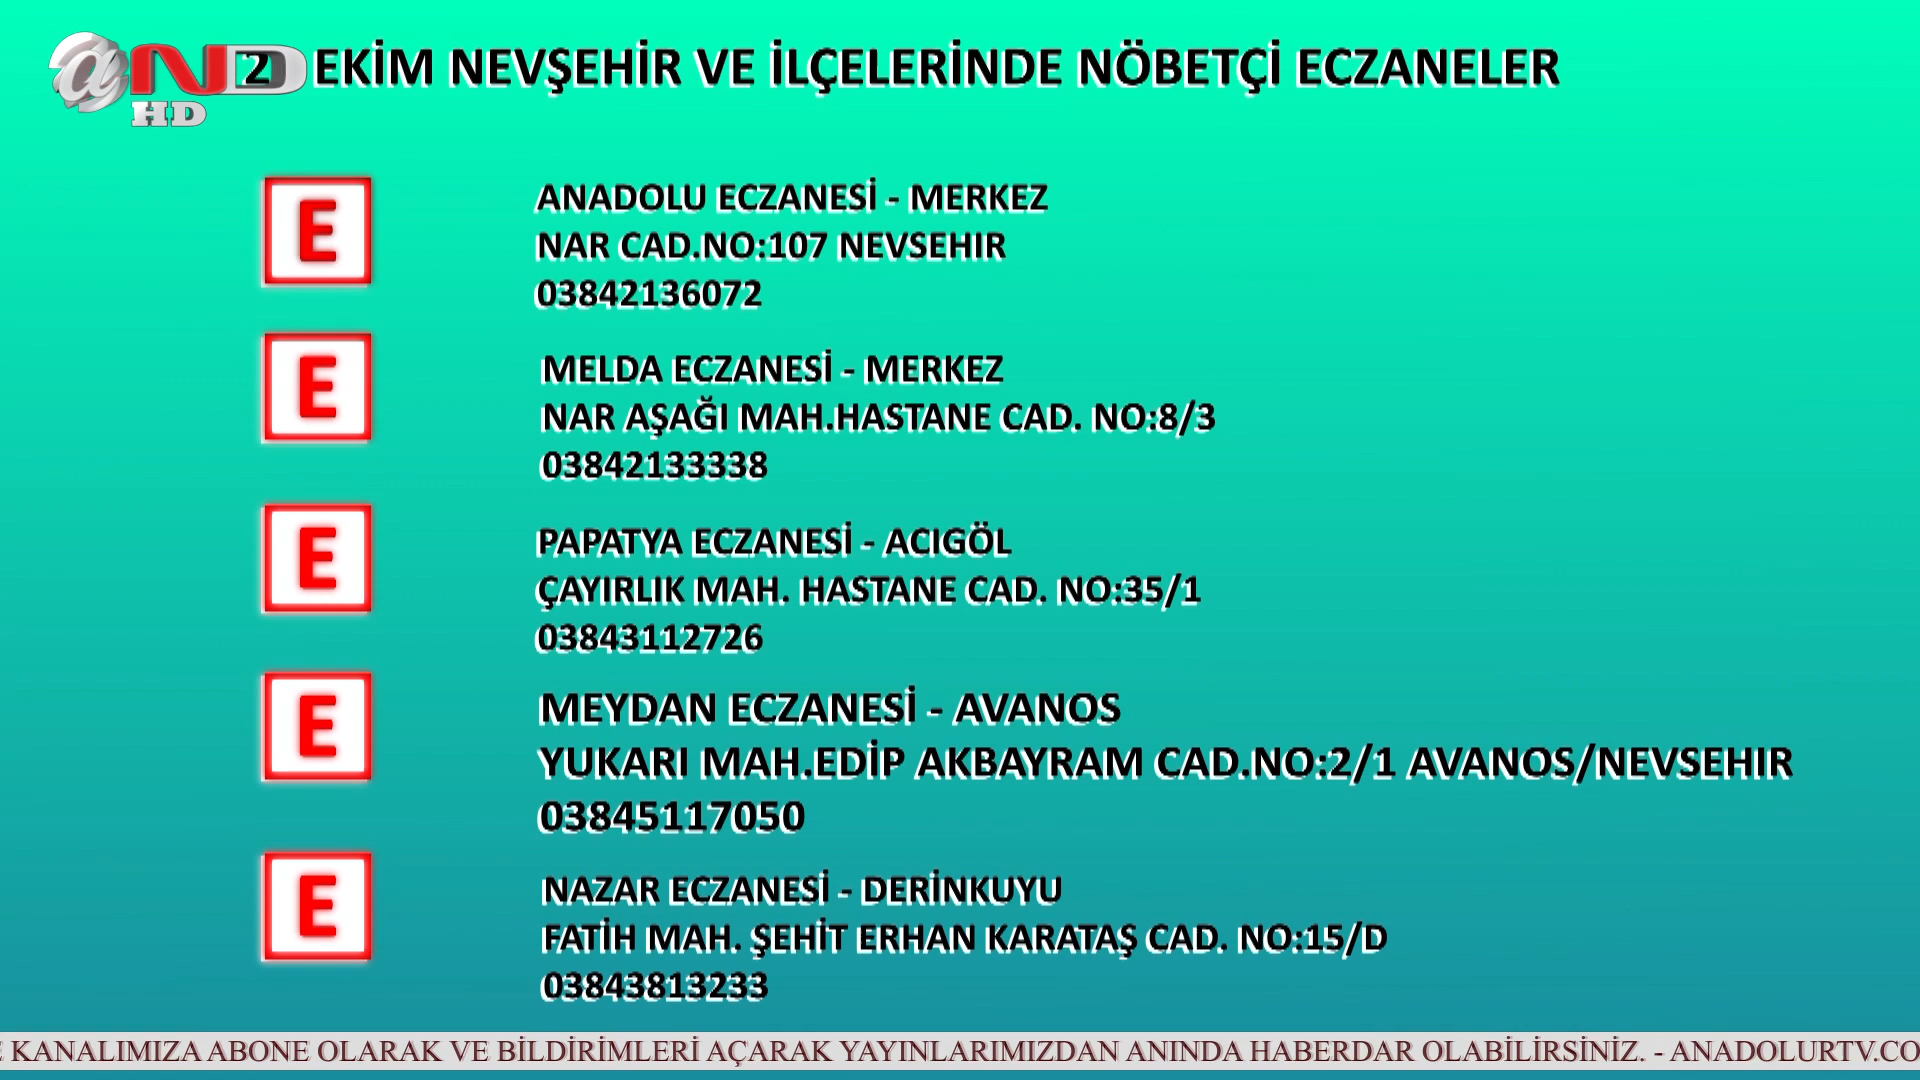 aND HD
2 EKİM NEVŞEHİR VE İLÇELERİNDE NÖBETÇİ ECZANELER
E
ANADOLU ECZANESİ - MERKEZ
NAR CAD.NO:107 NEVSEHIR
03842136072
E
MELDA ECZANESİ - MERKEZ
NAR AŞAĞI MAH.HASTANE CAD. NO:8/3
03842133338
E
PAPATYA ECZANESİ - ACIGÖL
ÇAYIRLIK MAH. HASTANE CAD. NO:35/1
03843112726
E
MEYDAN ECZANESİ - AVANOS
YUKARI MAH.EDİP AKBAYRAM CAD.NO:2/1 AVANOS/NEVSEHIR
03845117050
E
NAZAR ECZANESİ - DERİNKUYU
FATİH MAH. ŞEHİT ERHAN KARATAŞ CAD. NO:15/D
03843813233
KANALIMIZA ABONE OLARAK VE BİLDİRİMLERİ AÇARAK YAYINLARIMIZDAN ANINDA HABERDAR OLABİLİRSİNİZ. - ANADOLURTV.CO